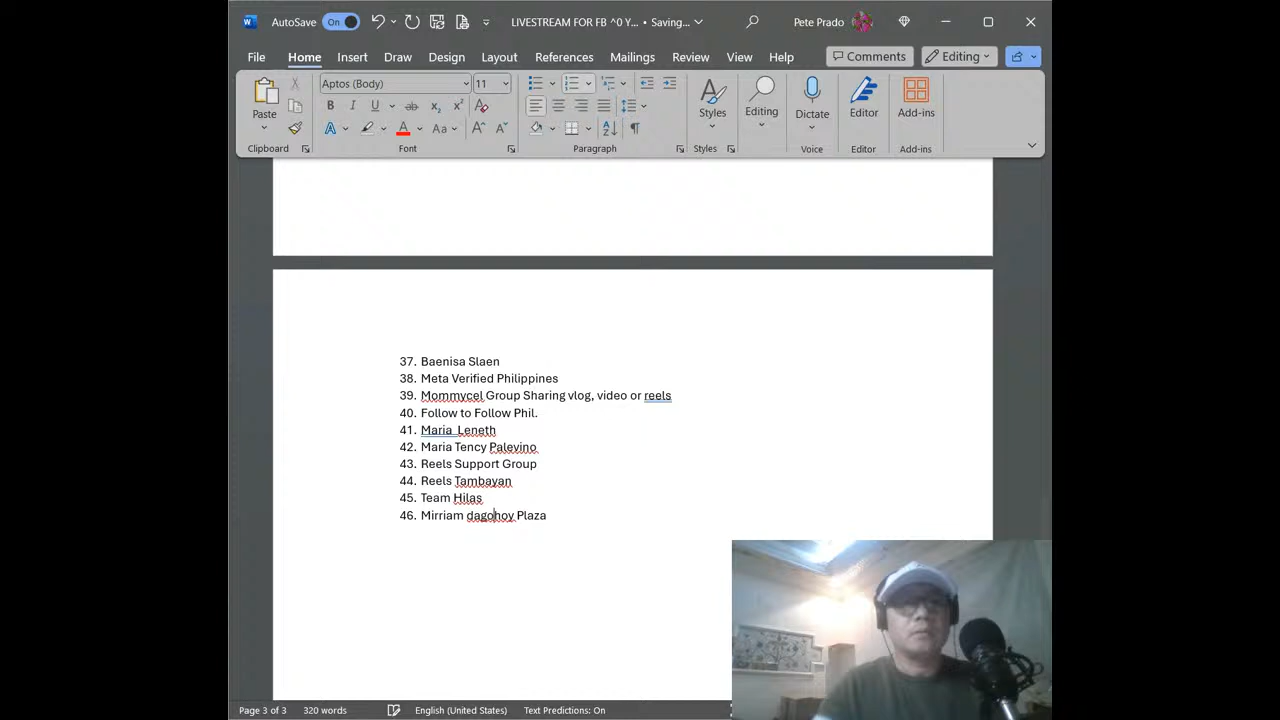 AutoSave On LIVESTREAM FOR FB ^0 Y... • Saving... Pete Prado
File Home Insert Draw Design Layout References Mailings Review View Help Comments Editing
Paste Aptos (Body) 11 Styles Editing Dictate Editor Add-ins
B I U ab x₂ x² A
A A Aa A A
Clipboard Font Paragraph Styles Voice Editor Add-ins
37. Baenisa Slaen
38. Meta Verified Philippines
39. Mommycel Group Sharing vlog, video or reels
40. Follow to Follow Phil.
41. Maria Leneth
42. Maria Tency Palevino
43. Reels Support Group
44. Reels Tambayan
45. Team Hilas
46. Mirriam dagohoy Plaza
Page 3 of 3 320 words English (United States) Text Predictions: On